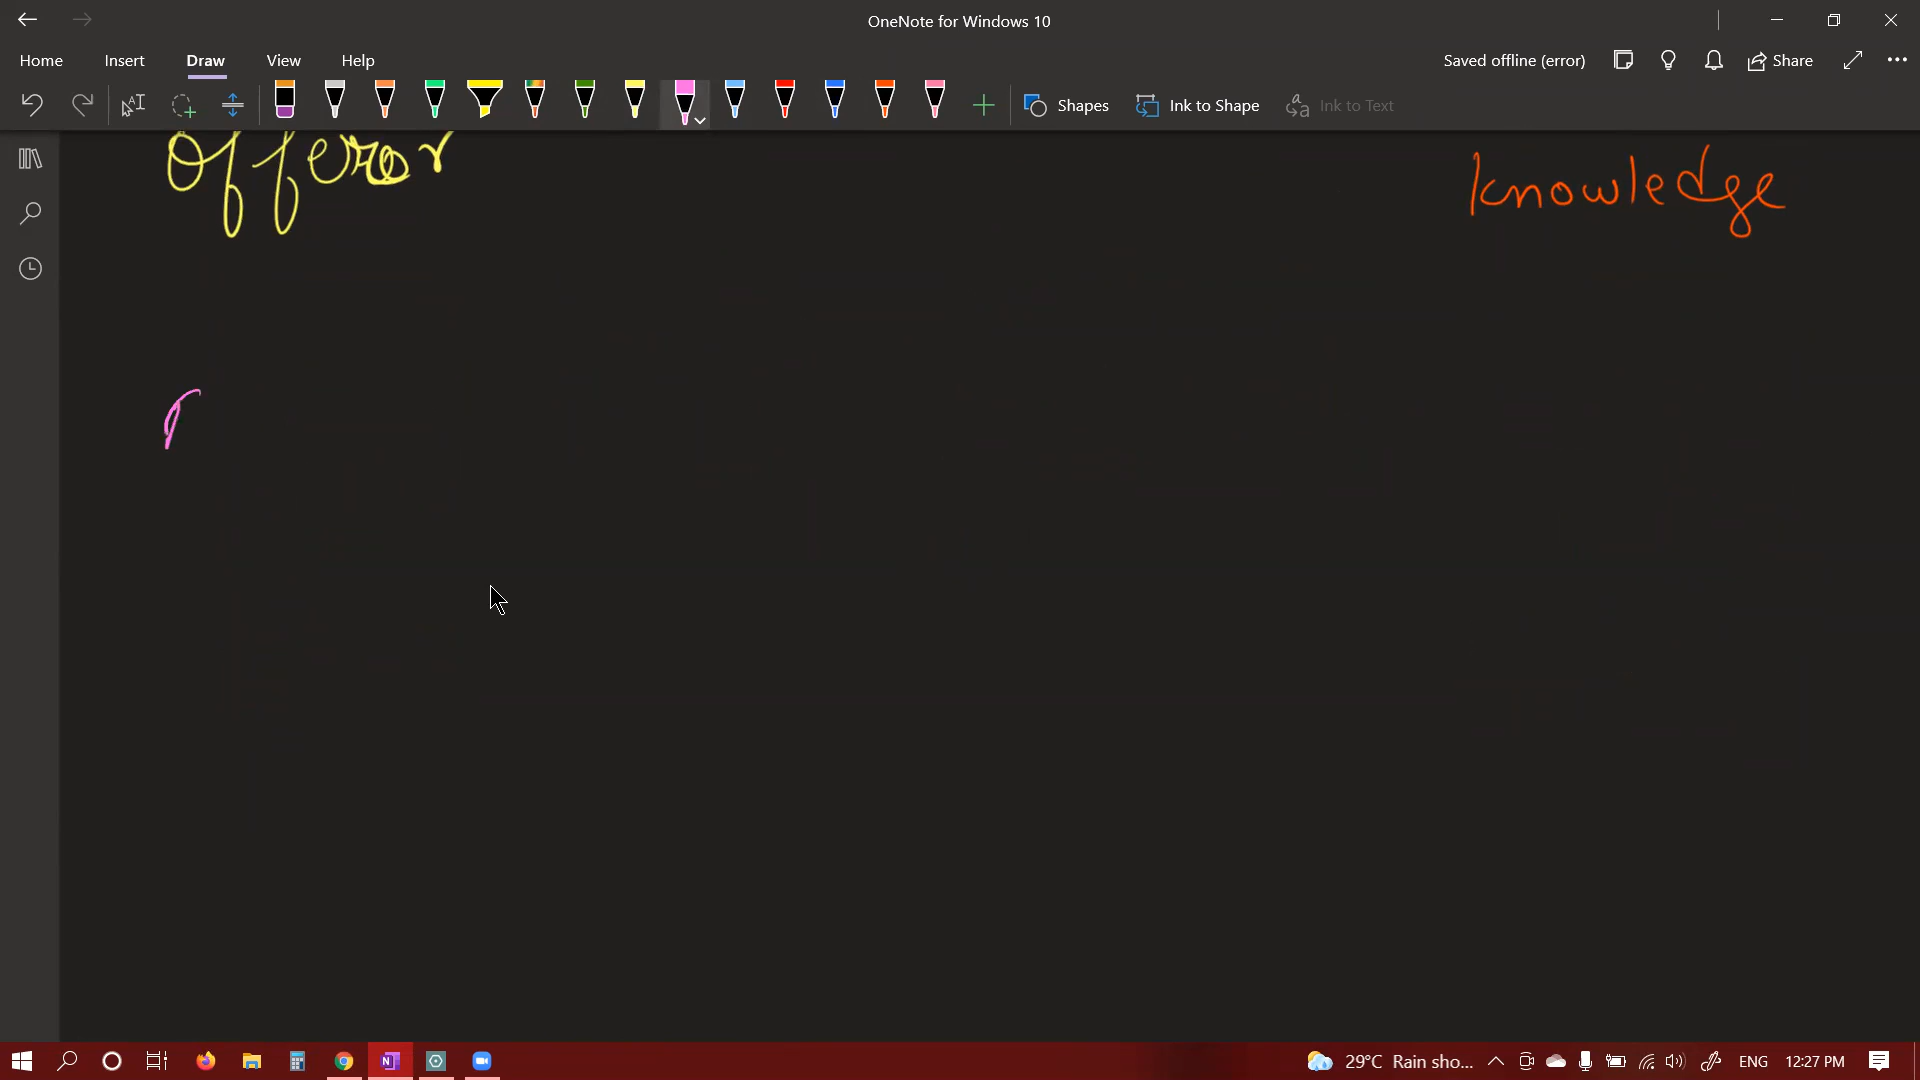 OneNote for Windows 10
Home Insert Draw View Help Saved offline (error) Share
Shapes Ink to Shape Ink to Text
Offeror
knowledge
29°C Rain sho... ENG 12:27 PM